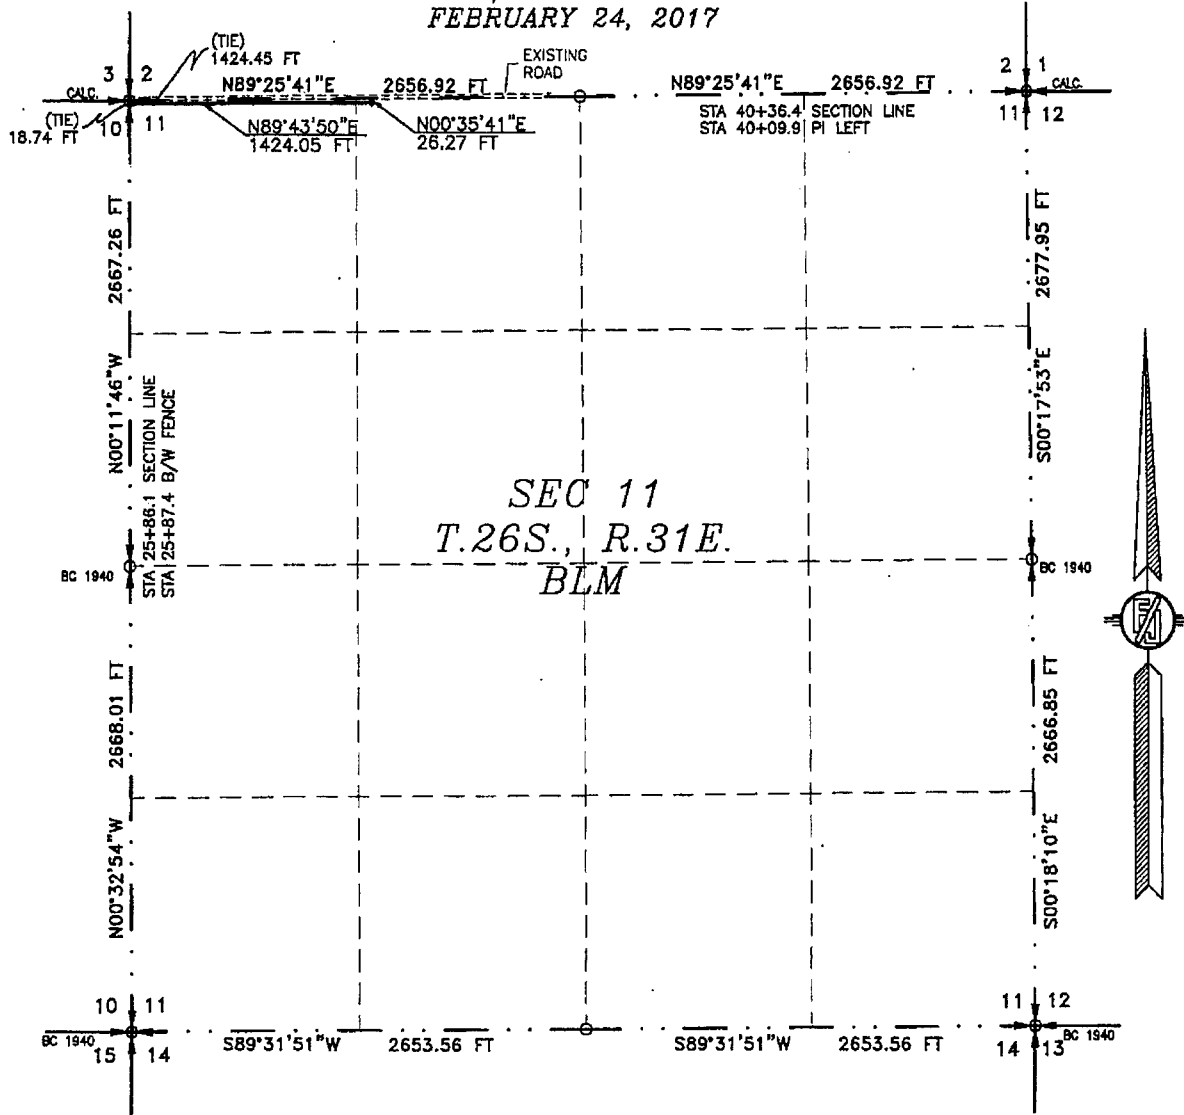 FEBRUARY 24, 2017
(TIE)
1424.45 FT
EXISTING
ROAD
3 2
N89°25'41"E 2656.92 FT
N89°25'41"E 2656.92 FT
2 1
CALC.
CALC.
(TIE)
18.74 FT
10 11
N89°43'50"E
1424.05 FT
N00°35'41"E
26.27 FT
STA 40+36.4 SECTION LINE
STA 40+09.9 PI LEFT
11 12
2667.26 FT
2677.95 FT
N00°11'46"W
STA 25+86.1 SECTION LINE
STA 25+87.4 B/W FENCE
S00°17'53"E
SEC 11
T.26S., R.31E.
BLM
BC 1940
BC 1940
2668.01 FT
2666.85 FT
N00°32'54"W
S00°18'10"E
10 11
11 12
BC 1940
BC 1940
15 14
S89°31'51"W 2653.56 FT
S89°31'51"W 2653.56 FT
14 13